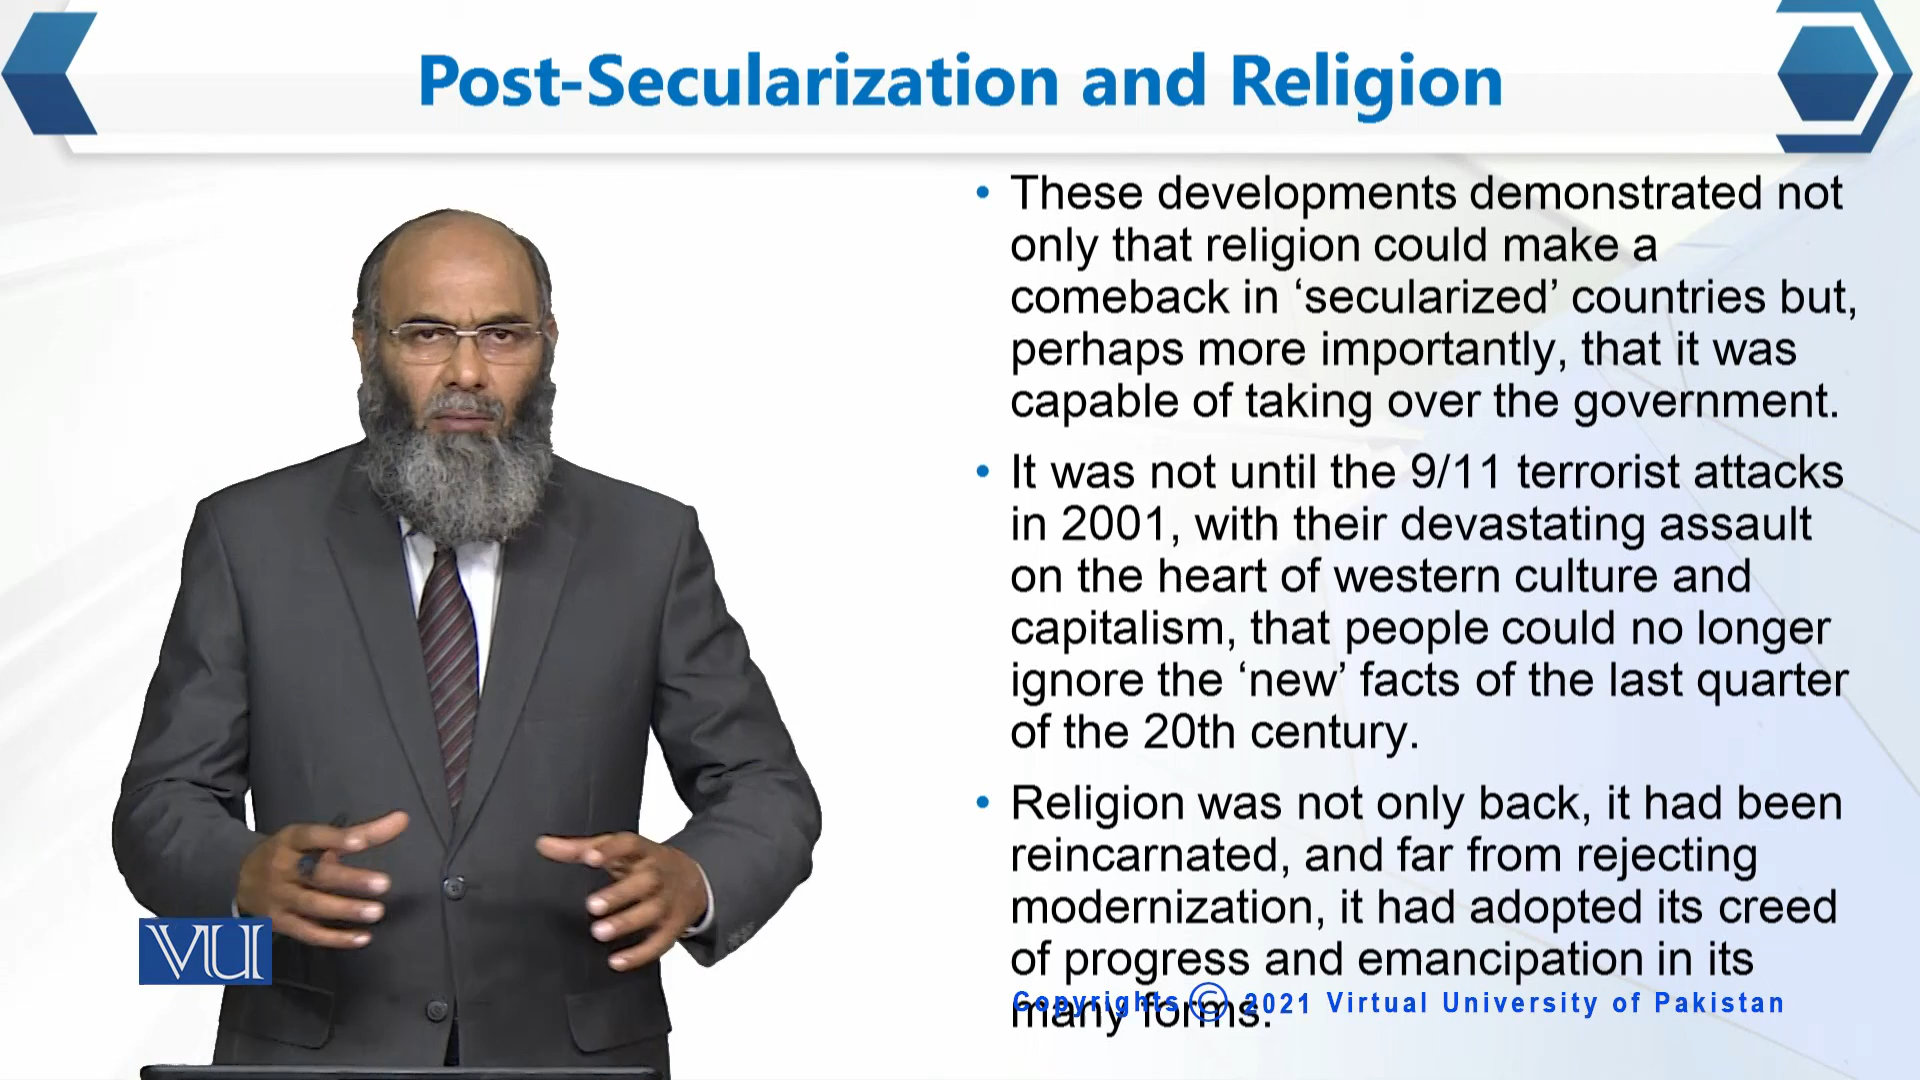 Post-Secularization and Religion
• These developments demonstrated not
only that religion could make a
comeback in ‘secularized’ countries but,
perhaps more importantly, that it was
capable of taking over the government.
• It was not until the 9/11 terrorist attacks
in 2001, with their devastating assault
on the heart of western culture and
capitalism, that people could no longer
ignore the ‘new’ facts of the last quarter
of the 20th century.
• Religion was not only back, it had been
reincarnated, and far from rejecting
modernization, it had adopted its creed
of progress and emancipation in its
many forms.
Copyrights © 2021 Virtual University of Pakistan
VU